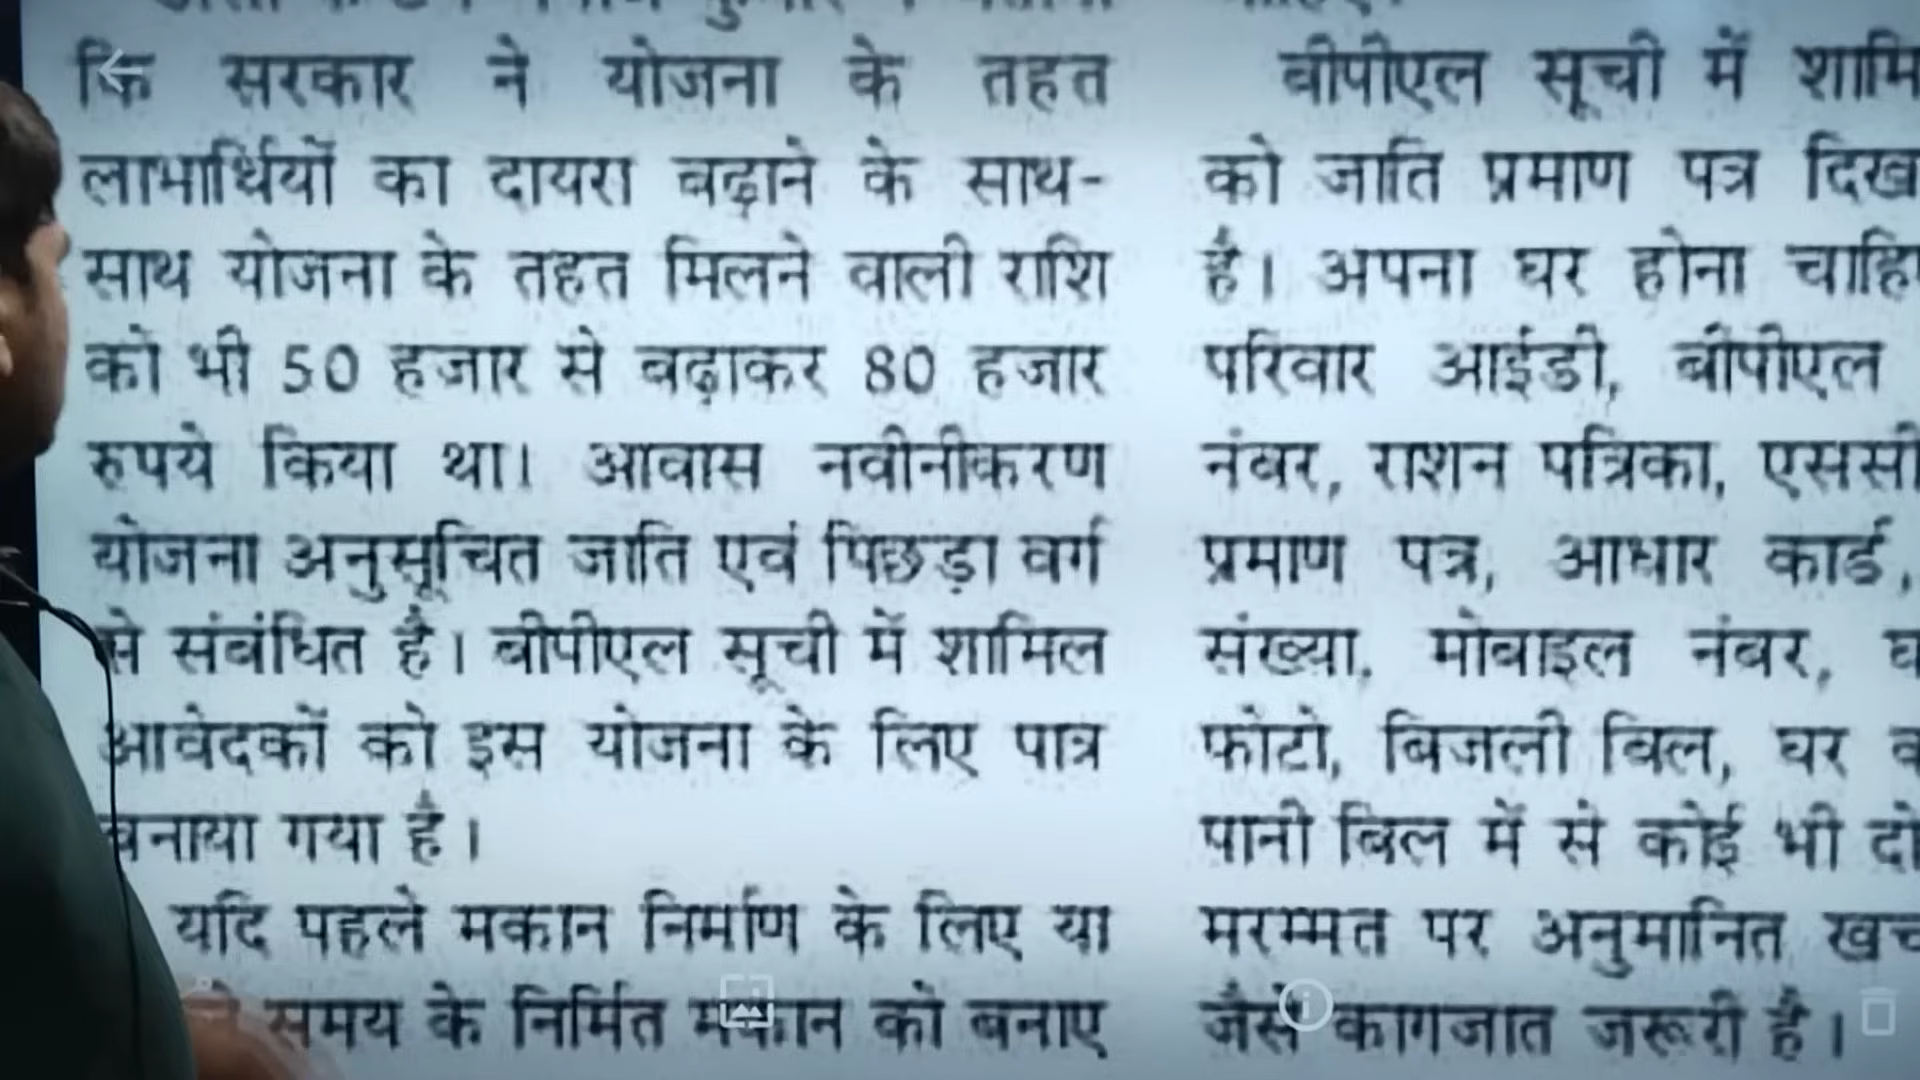 कि सरकार ने योजना के तहत
लाभार्थियों का दायरा बढ़ाने के साथ-
साथ योजना के तहत मिलने वाली राशि
को भी 50 हजार से बढ़ाकर 80 हजार
रुपये किया था। आवास नवीनीकरण
योजना अनुसूचित जाति एवं पिछड़ा वर्ग
से संबंधित है। बीपीएल सूची में शामिल
आवेदकों को इस योजना के लिए पात्र
बनाया गया है।
यदि पहले मकान निर्माण के लिए या
समय के निर्मित मकान को बनाए
बीपीएल सूची में
को जाति प्रमाण पत्र
है। अपना घर होना
परिवार आईडी, बीपीएल
नंबर, राशन पत्रिका, एससी
प्रमाण पत्र, आधार कार्ड,
संख्या, मोबाइल नंबर,
फोटो, बिजली बिल, घर
पानी बिल में से कोई भी दो
मरम्मत पर अनुमानित
जैसे कागजात जरूरी है।